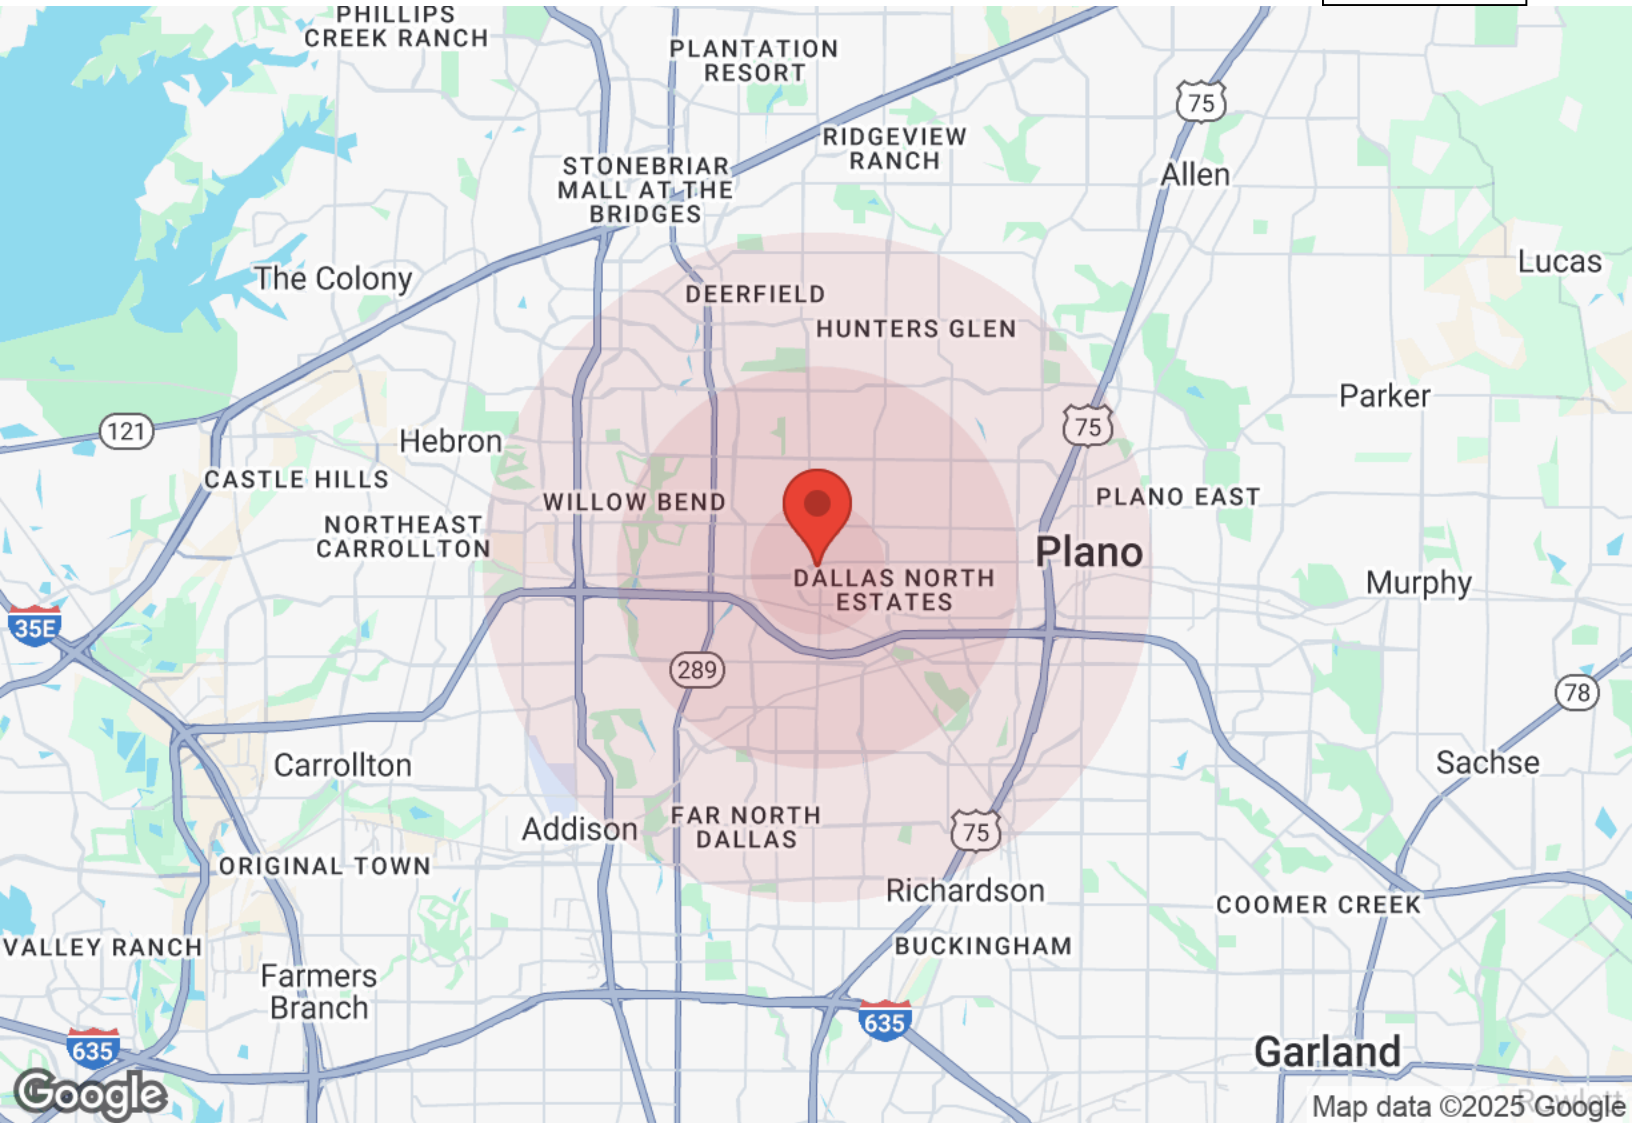 PHILLIPS
CREEK RANCH
PLANTATION
RESORT
75
RIDGEVIEW
RANCH
STONEBRIAR
MALL AT THE
BRIDGES
Allen
Lucas
The Colony
DEERFIELD
HUNTERS GLEN
Parker
121
75
Hebron
CASTLE HILLS
WILLOW BEND
PLANO EAST
NORTHEAST
CARROLLTON
Plano
DALLAS NORTH
ESTATES
Murphy
35E
289
78
Carrollton
Sachse
Addison
FAR NORTH
DALLAS
75
ORIGINAL TOWN
Richardson
COOMER CREEK
VALLEY RANCH
BUCKINGHAM
Farmers
Branch
635
635
Garland
Google
Rowlett
Map data ©2025 Google